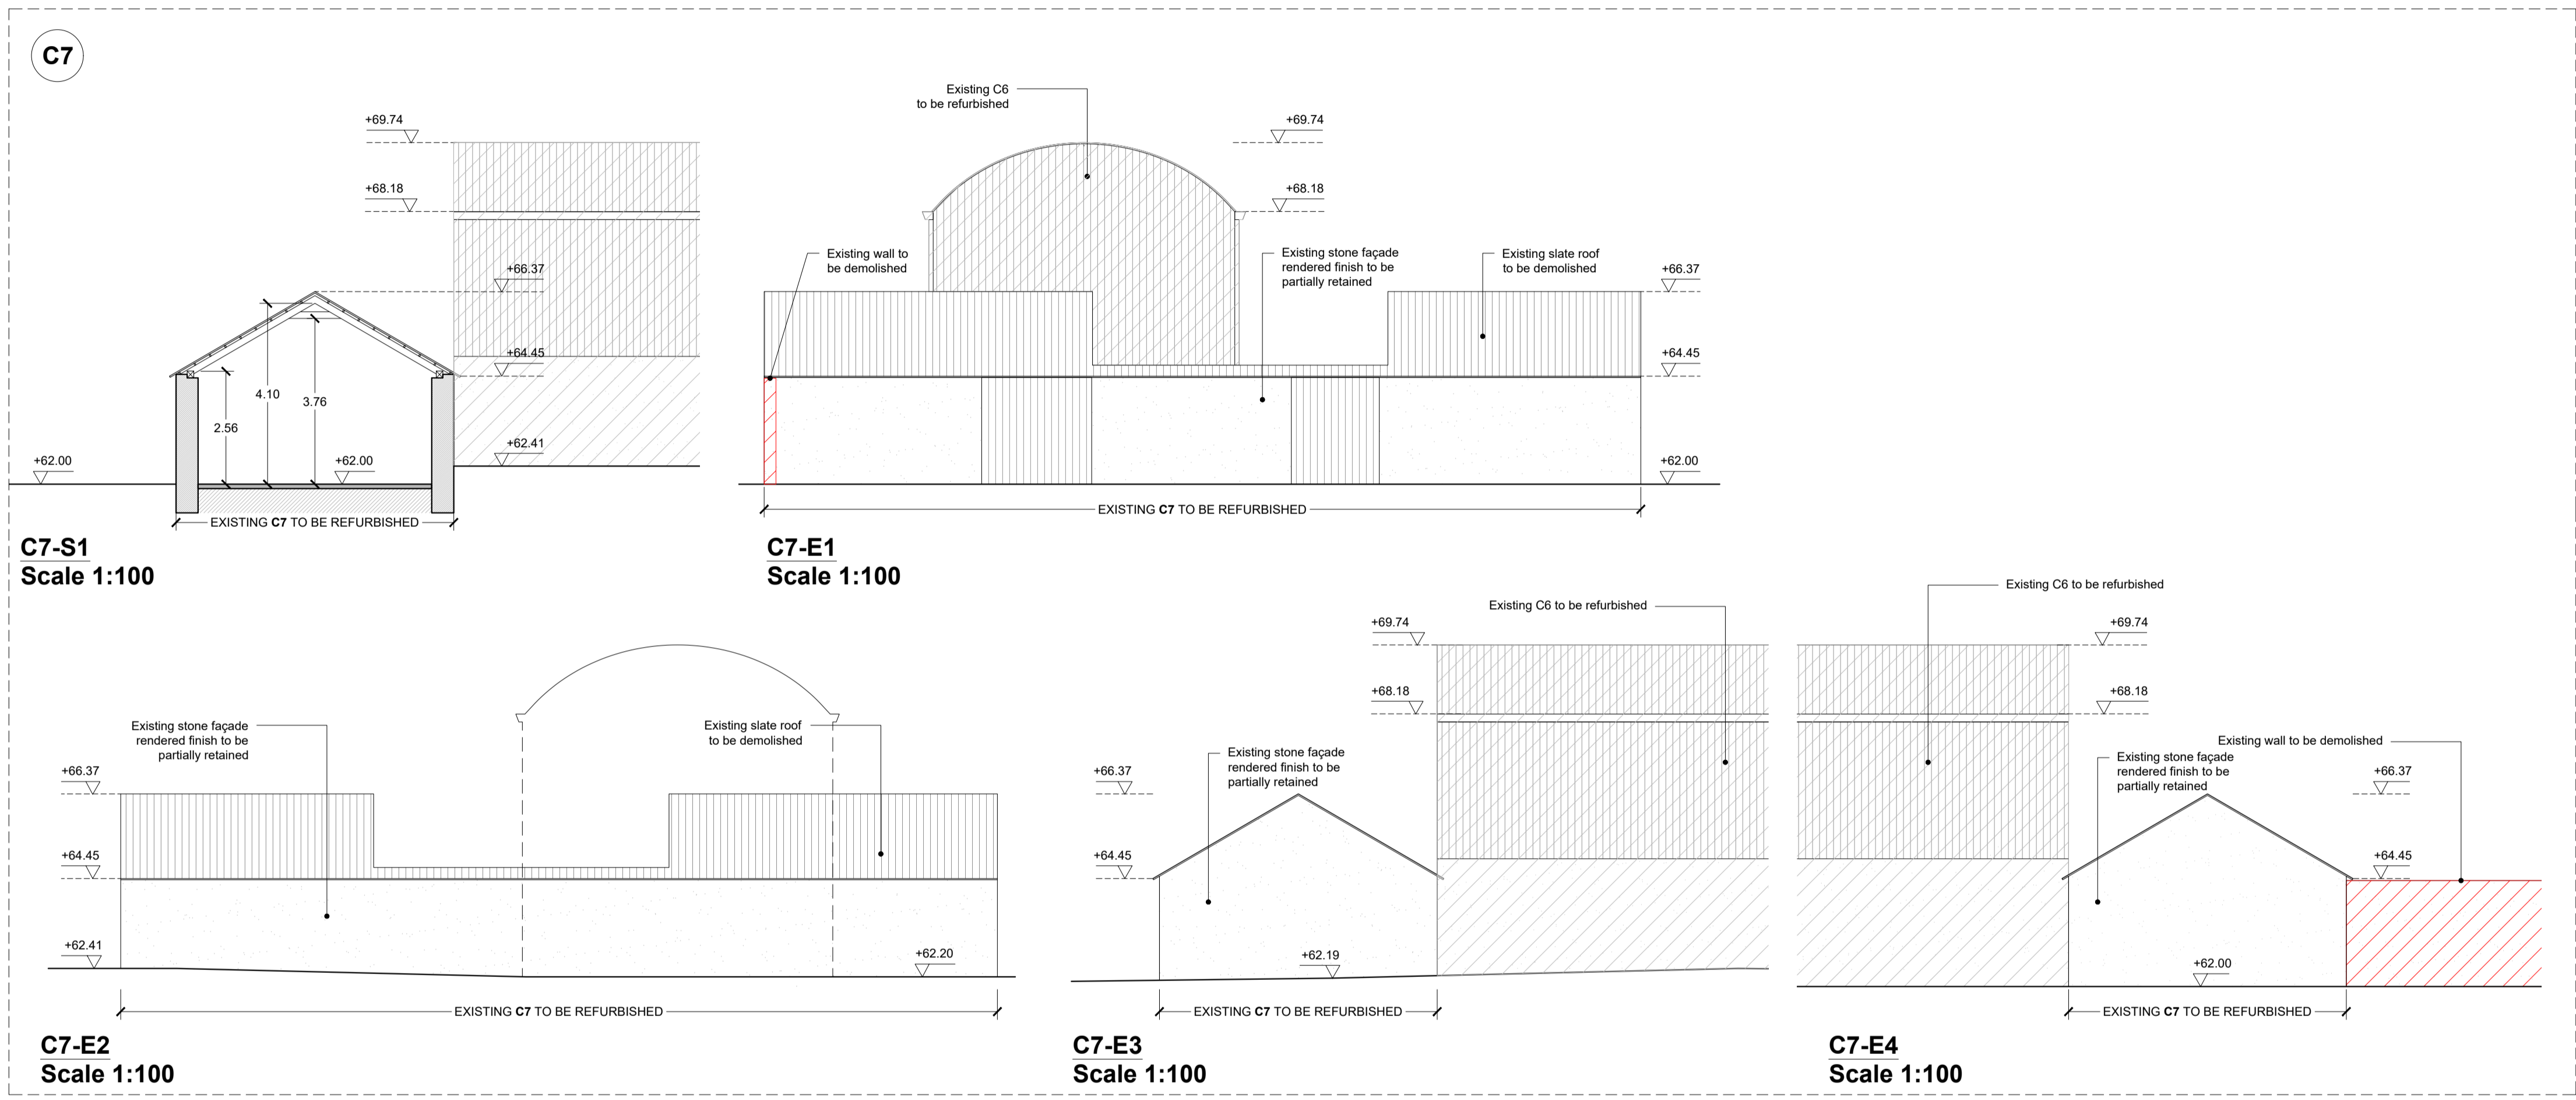 C7
+69.74
+68.18
+66.37
+64.45
+62.41
4.10
3.76
2.56
+62.00
+62.00
EXISTING C7 TO BE REFURBISHED
C7-S1
Scale 1:100
Existing C6
to be refurbished
+69.74
+68.18
Existing wall to
be demolished
Existing stone façade
rendered finish to be
partially retained
Existing slate roof
to be demolished
+66.37
+64.45
+62.00
EXISTING C7 TO BE REFURBISHED
C7-E1
Scale 1:100
Existing stone façade
rendered finish to be
partially retained
Existing slate roof
to be demolished
+66.37
+64.45
+62.41
+62.20
EXISTING C7 TO BE REFURBISHED
C7-E2
Scale 1:100
Existing C6 to be refurbished
+69.74
+68.18
Existing stone façade
rendered finish to be
partially retained
+66.37
+64.45
+62.19
EXISTING C7 TO BE REFURBISHED
C7-E3
Scale 1:100
Existing C6 to be refurbished
+69.74
+68.18
Existing wall to be demolished
Existing stone façade
rendered finish to be
partially retained
+66.37
+64.45
+62.00
EXISTING C7 TO BE REFURBISHED
C7-E4
Scale 1:100